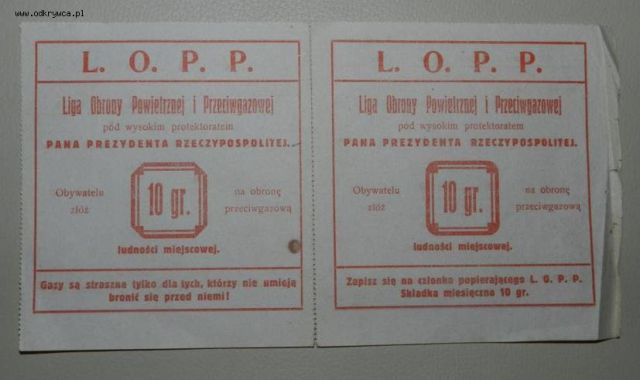 www.odkrywca.pl
L. O. P. P.
Liga Obrony Powietrznej i Przeciwgazowej
pod wysokim protektoratem
PANA PREZYDENTA RZECZYPOSPOLITEJ.
Obywatelu
złóż
10 gr.
na obronę
przeciwgazową
ludności miejscowej.
Gazy są straszne tylko dla tych, którzy nie umieją
bronić się przed niemi!
L. O. P. P.
Liga Obrony Powietrznej i Przeciwgazowej
pod wysokim protektoratem
PANA PREZYDENTA RZECZYPOSPOLITEJ.
Obywatelu
złóż
10 gr.
na obronę
przeciwgazową
ludności miejscowej.
Zapisz się na członka popierającego L. O. P. P.
Składka miesięczna 10 gr.